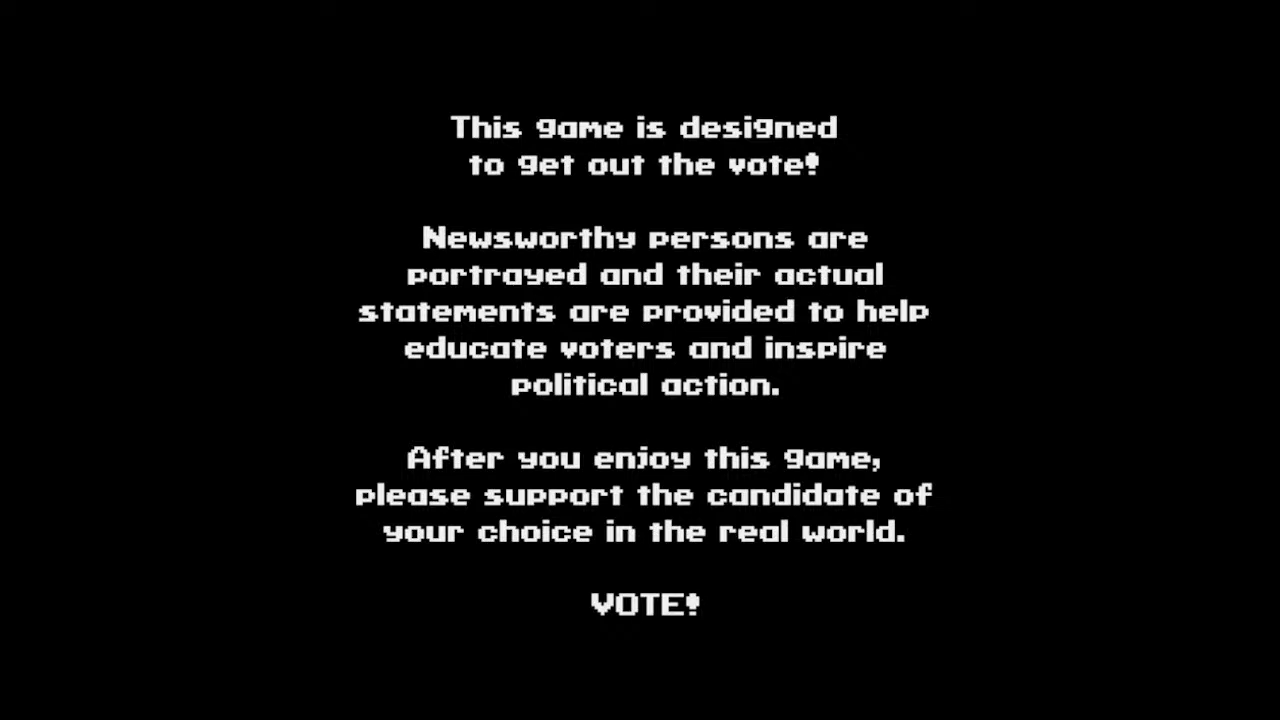 This game is designed
to get out the vote!
Newsworthy persons are
portrayed and their actual
statements are provided to help
educate voters and inspire
political action.
After you enjoy this game,
please support the candidate of
your choice in the real world.
VOTE!